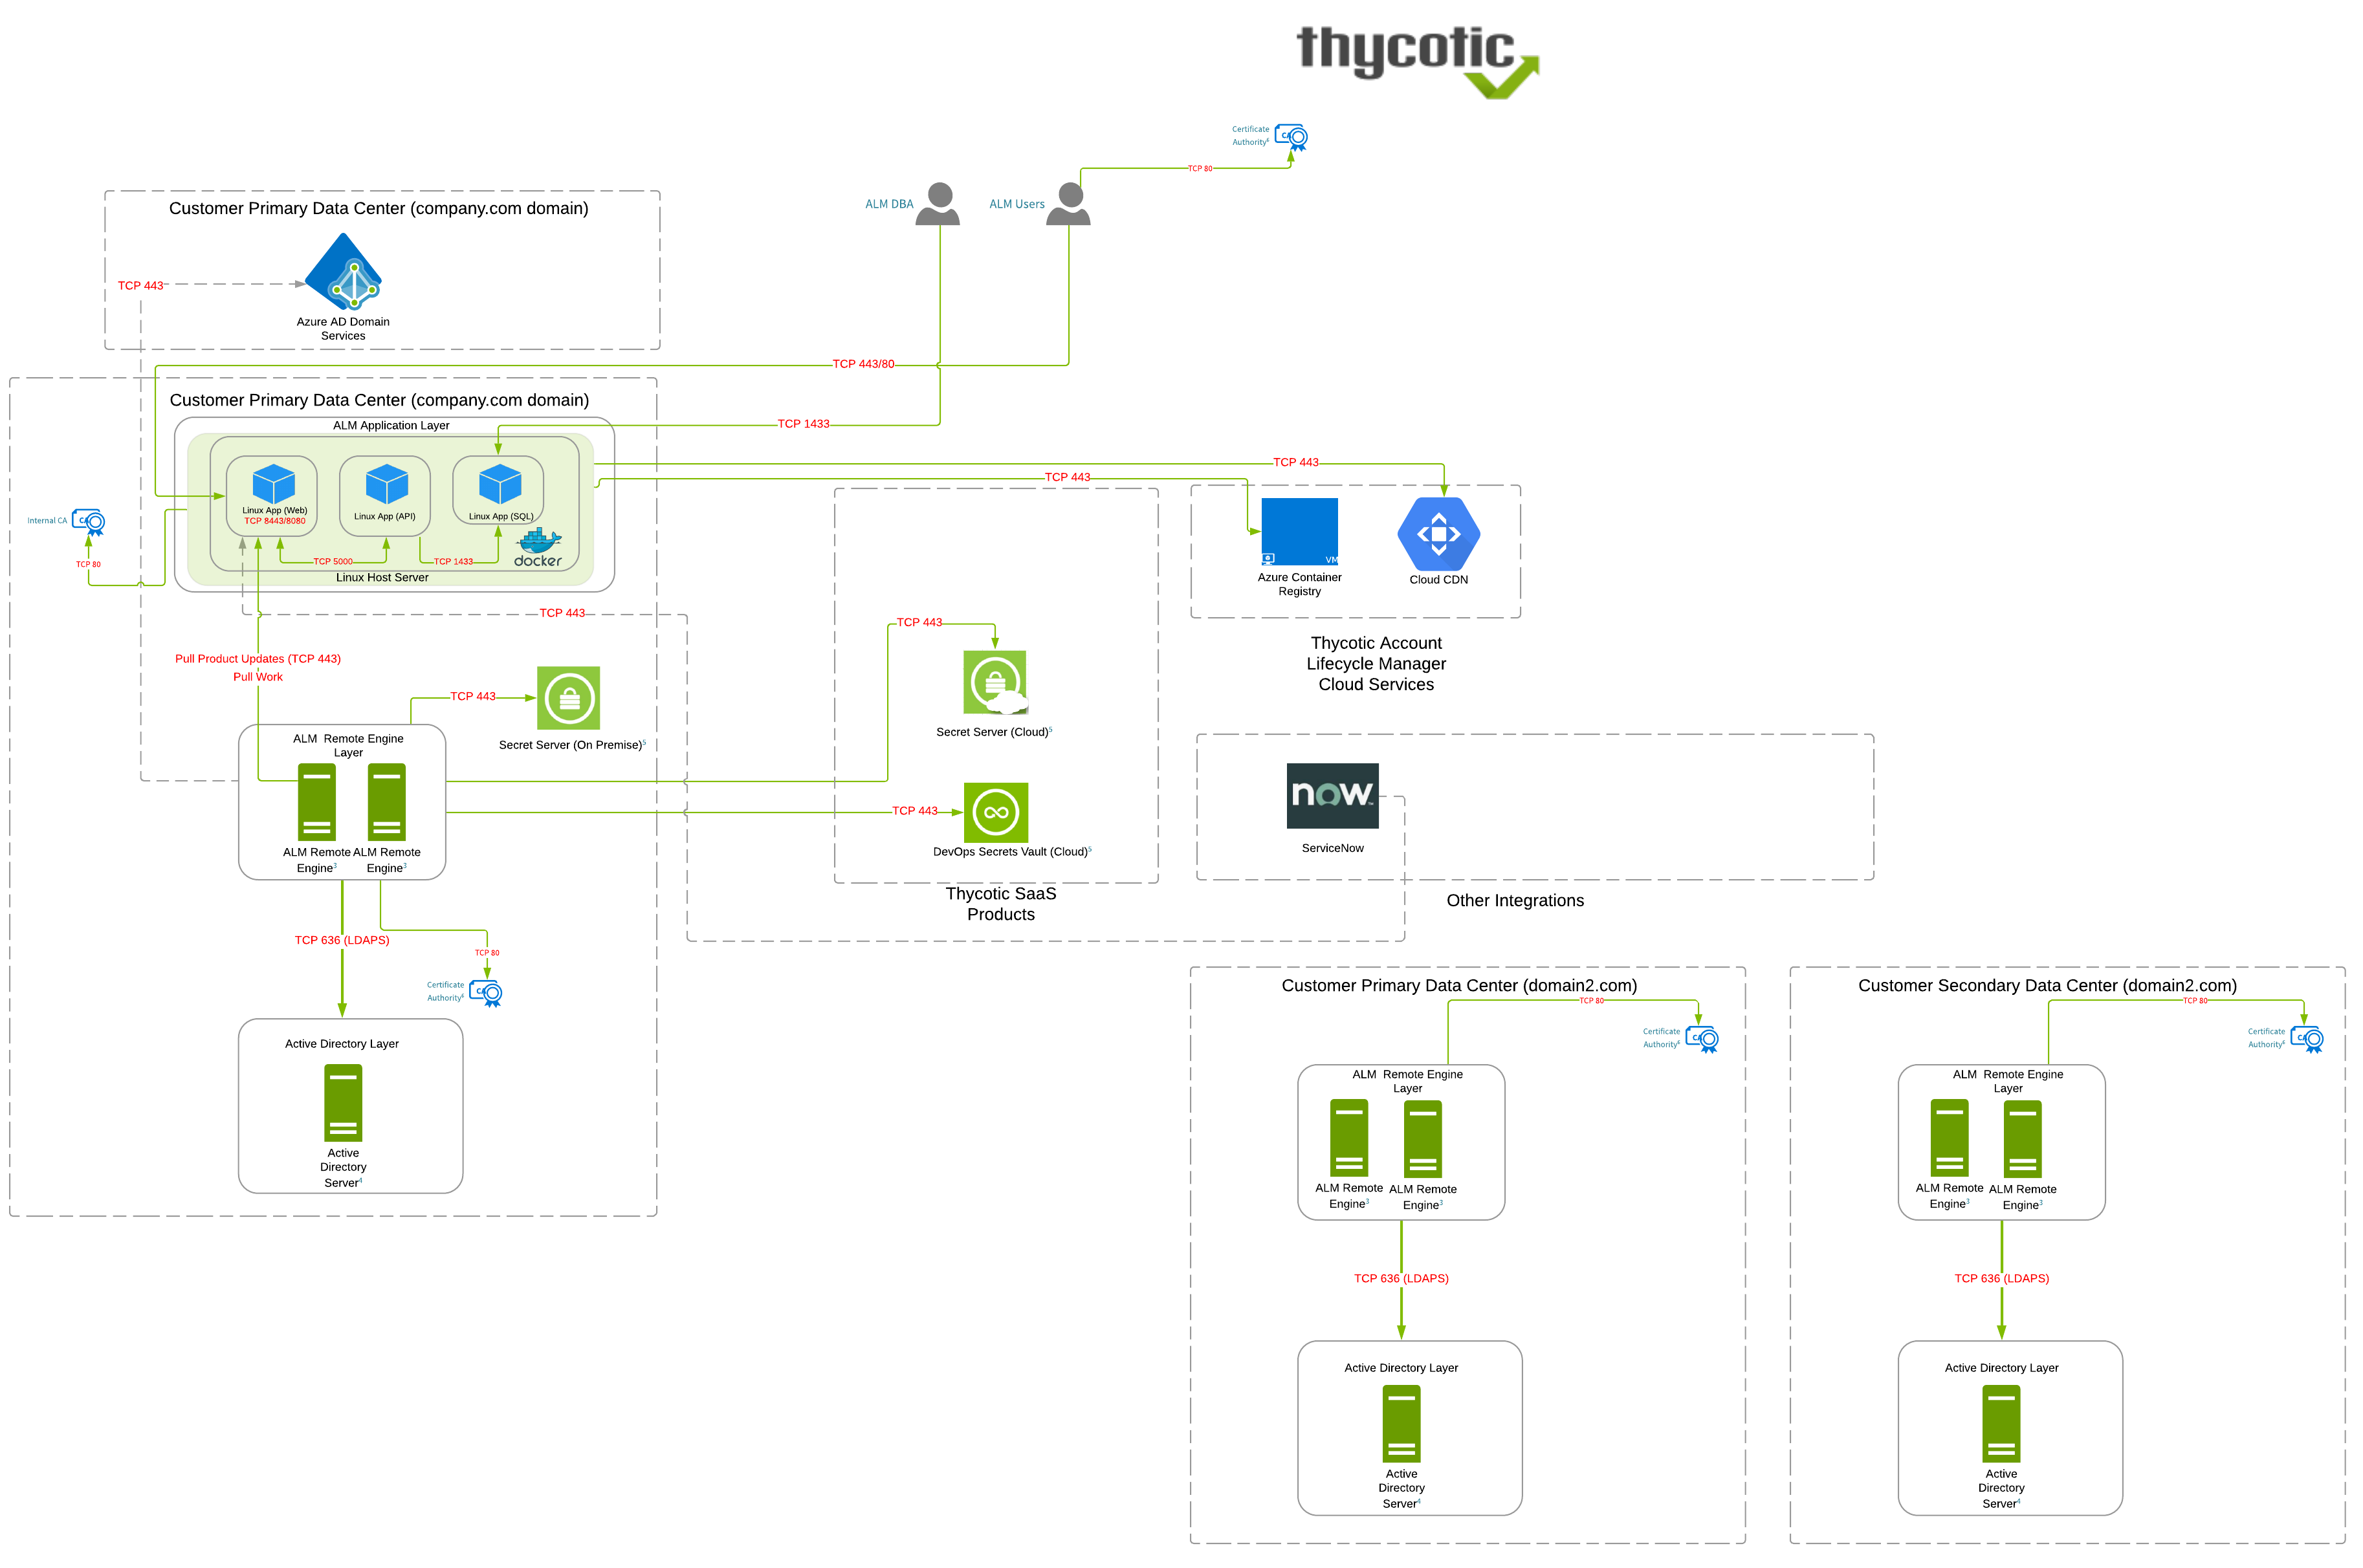 thycotic
Certificate
Authority⁶
TCP 80
ALM DBA
ALM Users
Customer Primary Data Center (company.com domain)
TCP 443
Azure AD Domain
Services
TCP 443/80
Customer Primary Data Center (company.com domain)
ALM Application Layer
TCP 1433
TCP 443
TCP 443
Linux App (Web)
TCP 8443/8080
Linux App (API)
Linux App (SQL)
Internal CA
CA
TCP 80
TCP 5000
TCP 1433
docker
Linux Host Server
VM
Azure Container
Registry
Cloud CDN
TCP 443
TCP 443
Thycotic Account
Lifecycle Manager
Cloud Services
Pull Product Updates (TCP 443)
Pull Work
TCP 443
Secret Server (On Premise)⁵
Secret Server (Cloud)⁵
ALM Remote Engine
Layer
ALM Remote
Engine³
ALM Remote
Engine³
TCP 443
DevOps Secrets Vault (Cloud)⁵
now
ServiceNow
Thycotic SaaS
Products
Other Integrations
TCP 636 (LDAPS)
TCP 80
Certificate
Authority⁶
CA
Active Directory Layer
Active
Directory
Server⁴
Customer Primary Data Center (domain2.com)
TCP 80
Certificate
Authority⁶
CA
ALM Remote Engine
Layer
ALM Remote
Engine³
ALM Remote
Engine³
TCP 636 (LDAPS)
Active Directory Layer
Active
Directory
Server⁴
Customer Secondary Data Center (domain2.com)
TCP 80
Certificate
Authority⁶
CA
ALM Remote Engine
Layer
ALM Remote
Engine³
ALM Remote
Engine³
TCP 636 (LDAPS)
Active Directory Layer
Active
Directory
Server⁴